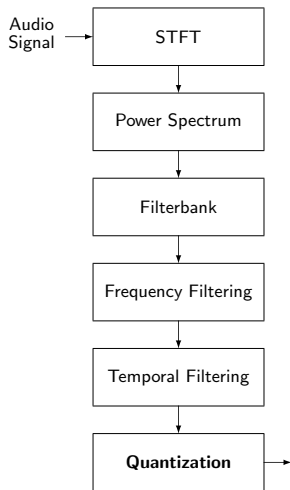 Audio
Signal
STFT
Power Spectrum
Filterbank
Frequency Filtering
Temporal Filtering
Quantization